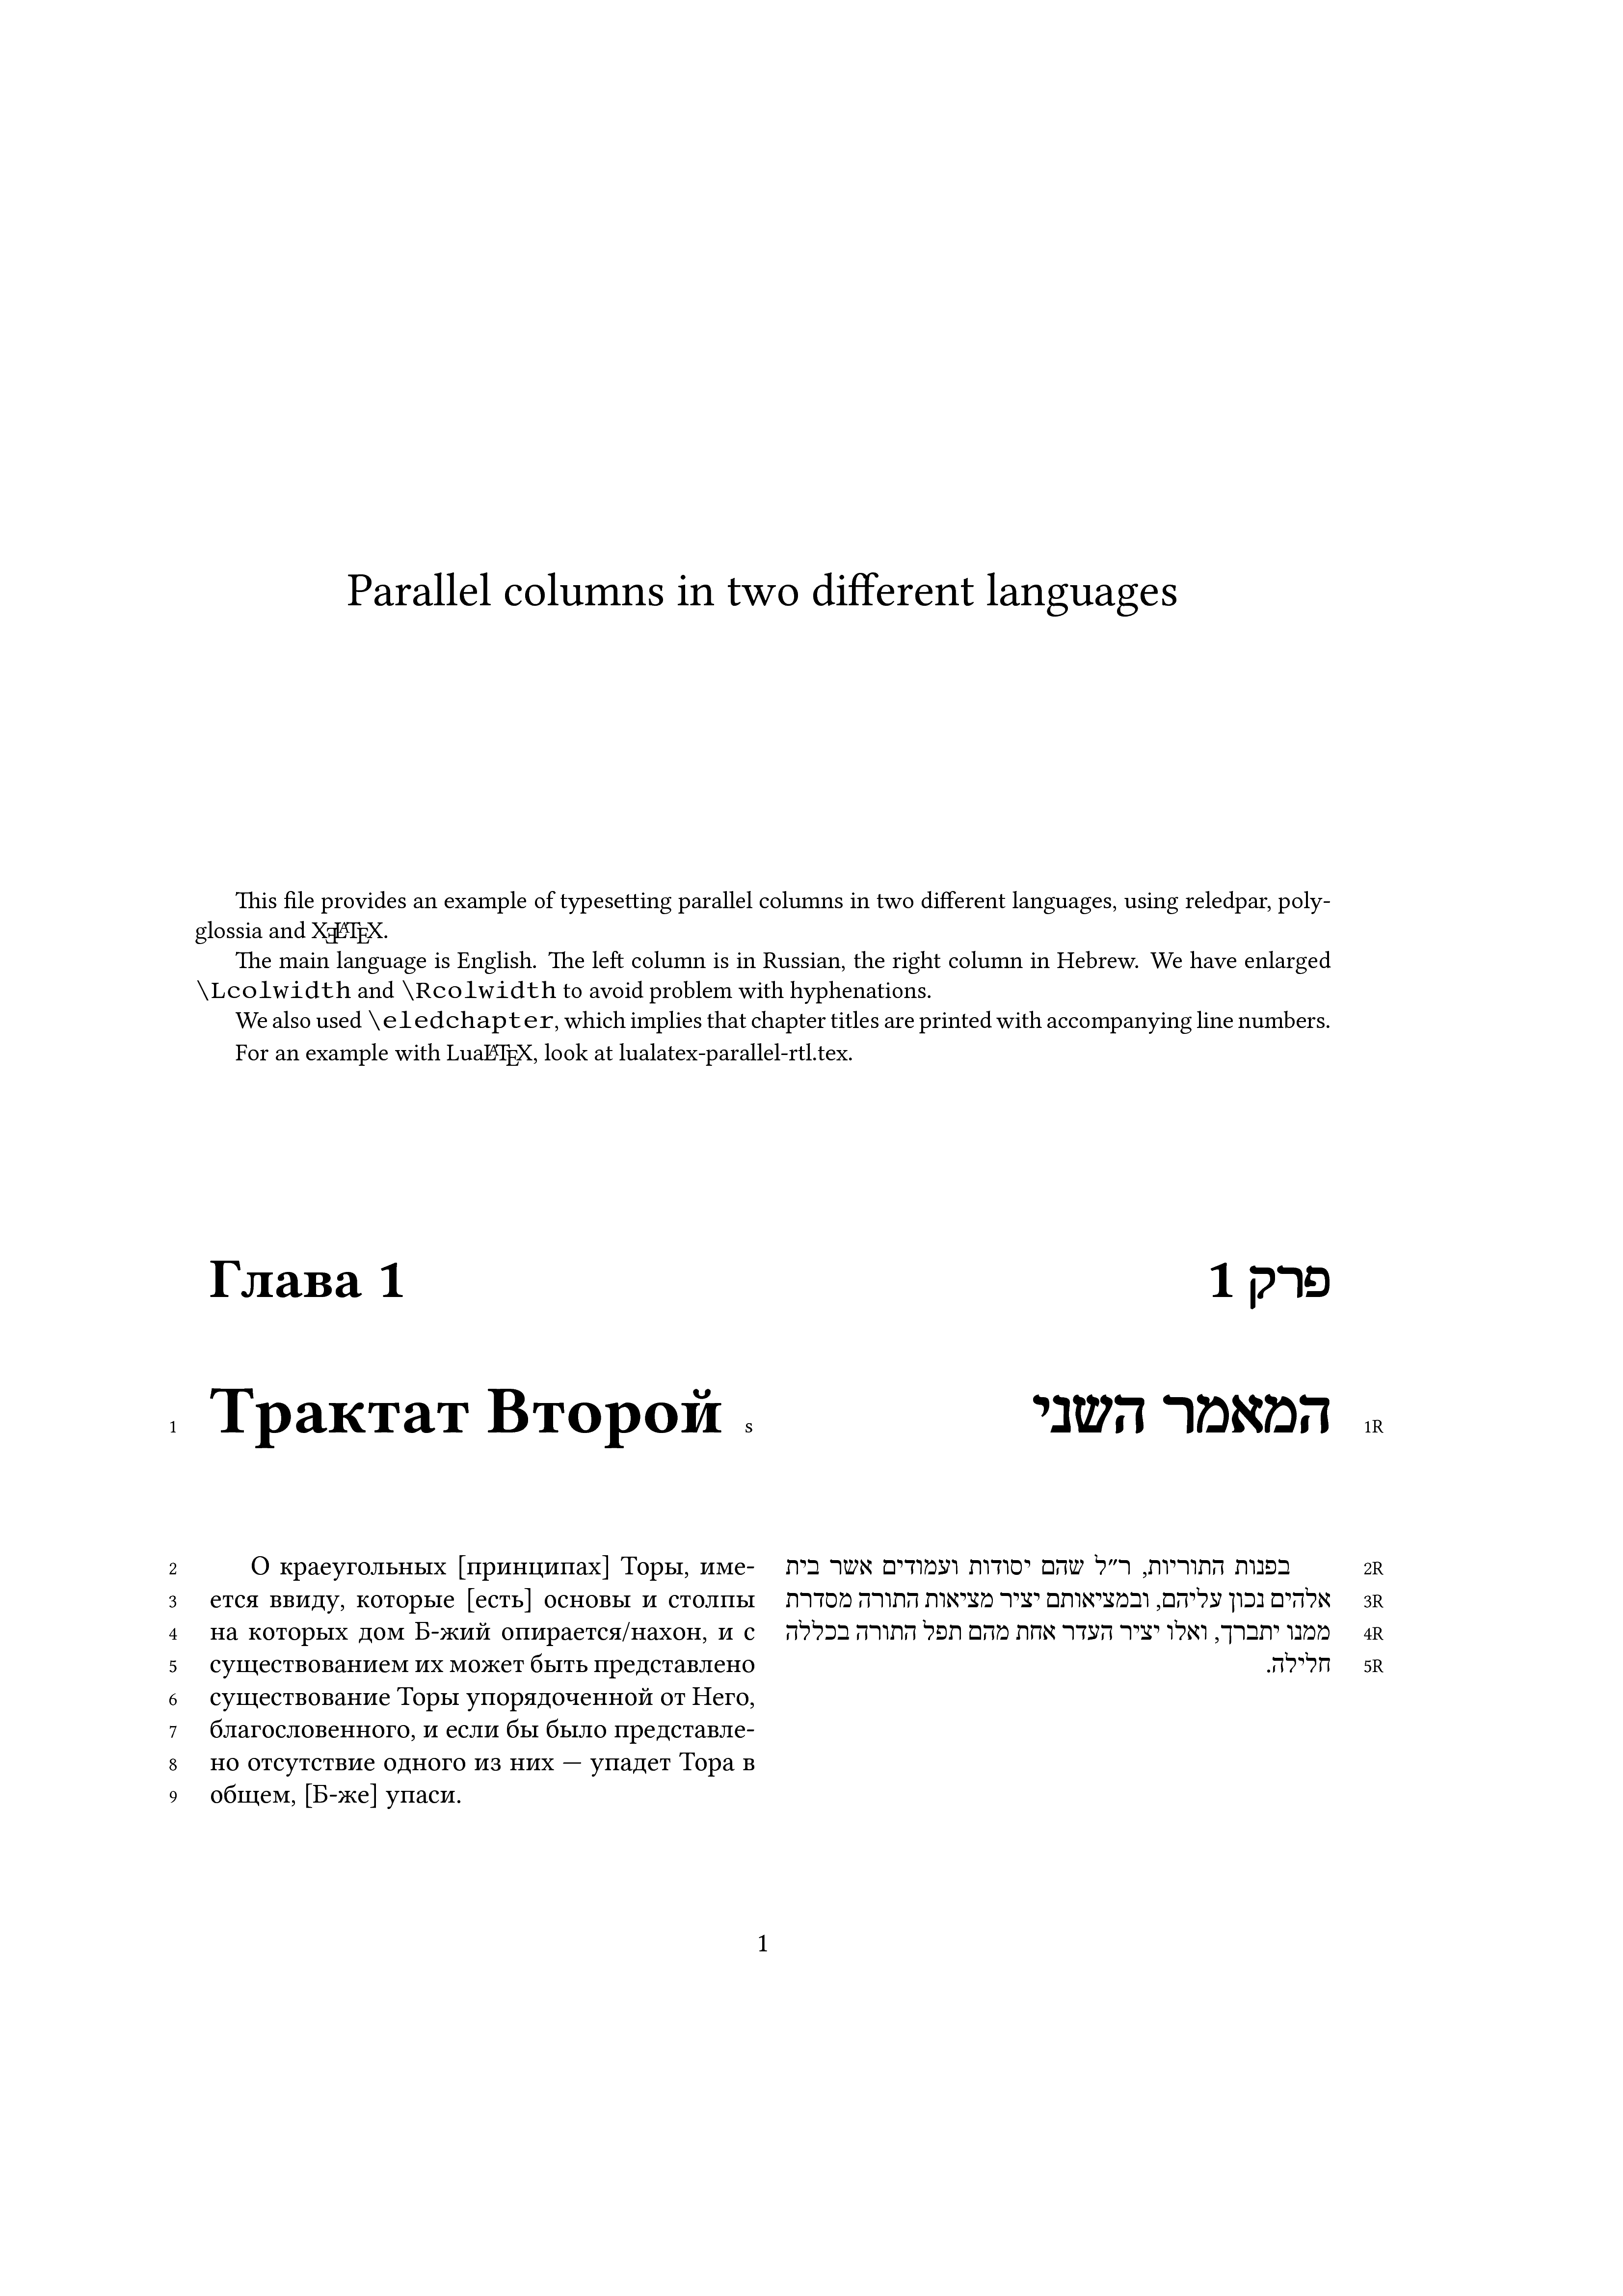 Parallel columns in two different languages
This file provides an example of typesetting parallel columns in two different languages, using reledpar, poly-
glossia and XƎLATEX.
The main language is English. The left column is in Russian, the right column in Hebrew. We have enlarged
\Lcolwidth and \Rcolwidth to avoid problem with hyphenations.
We also used \eledchapter, which implies that chapter titles are printed with accompanying line numbers.
For an example with LuaLATEX, look at lualatex-parallel-rtl.tex.
Глава 1
1 Трактат Второй s
2 О краеугольных [принципах] Торы, име-
3 ется ввиду, которые [есть] основы и столпы
4 на которых дом Б-жий опирается/нахон, и с
5 существованием их может быть представлено
6 существование Торы упорядоченной от Него,
7 благословенного, и если бы было представле-
8 но отсутствие одного из них — упадет Тора в
9 общем, [Б-же] упаси.
פרק 1
המאמר השני 1R
בפנות התוריות, ר״ל שהם יסודות ועמודים אשר בית 2R
אלהים נכון עליהם, ובמציאותם יציר מציאות התורה מסדרת 3R
ממנו יתברך, ואלו יציר העדר אחת מהם תפל התורה בכללה 4R
חלילה. 5R
1